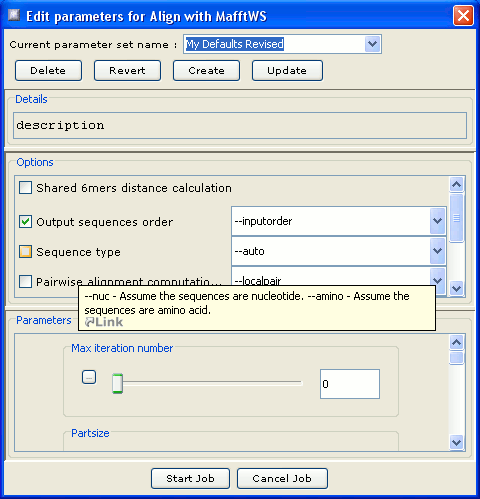 Edit parameters for Align with MafftWS
Current parameter set name : My Defaults Revised
Delete Revert Create Update
Details
description
Options
Shared 6mers distance calculation
Output sequences order --inputorder
Sequence type --auto
Pairwise alignment computatio... --localpair
--nuc - Assume the sequences are nucleotide. --amino - Assume the
sequences are amino acid.
@Link
Parameters
Max iteration number
... 0
Partsize
Start Job Cancel Job